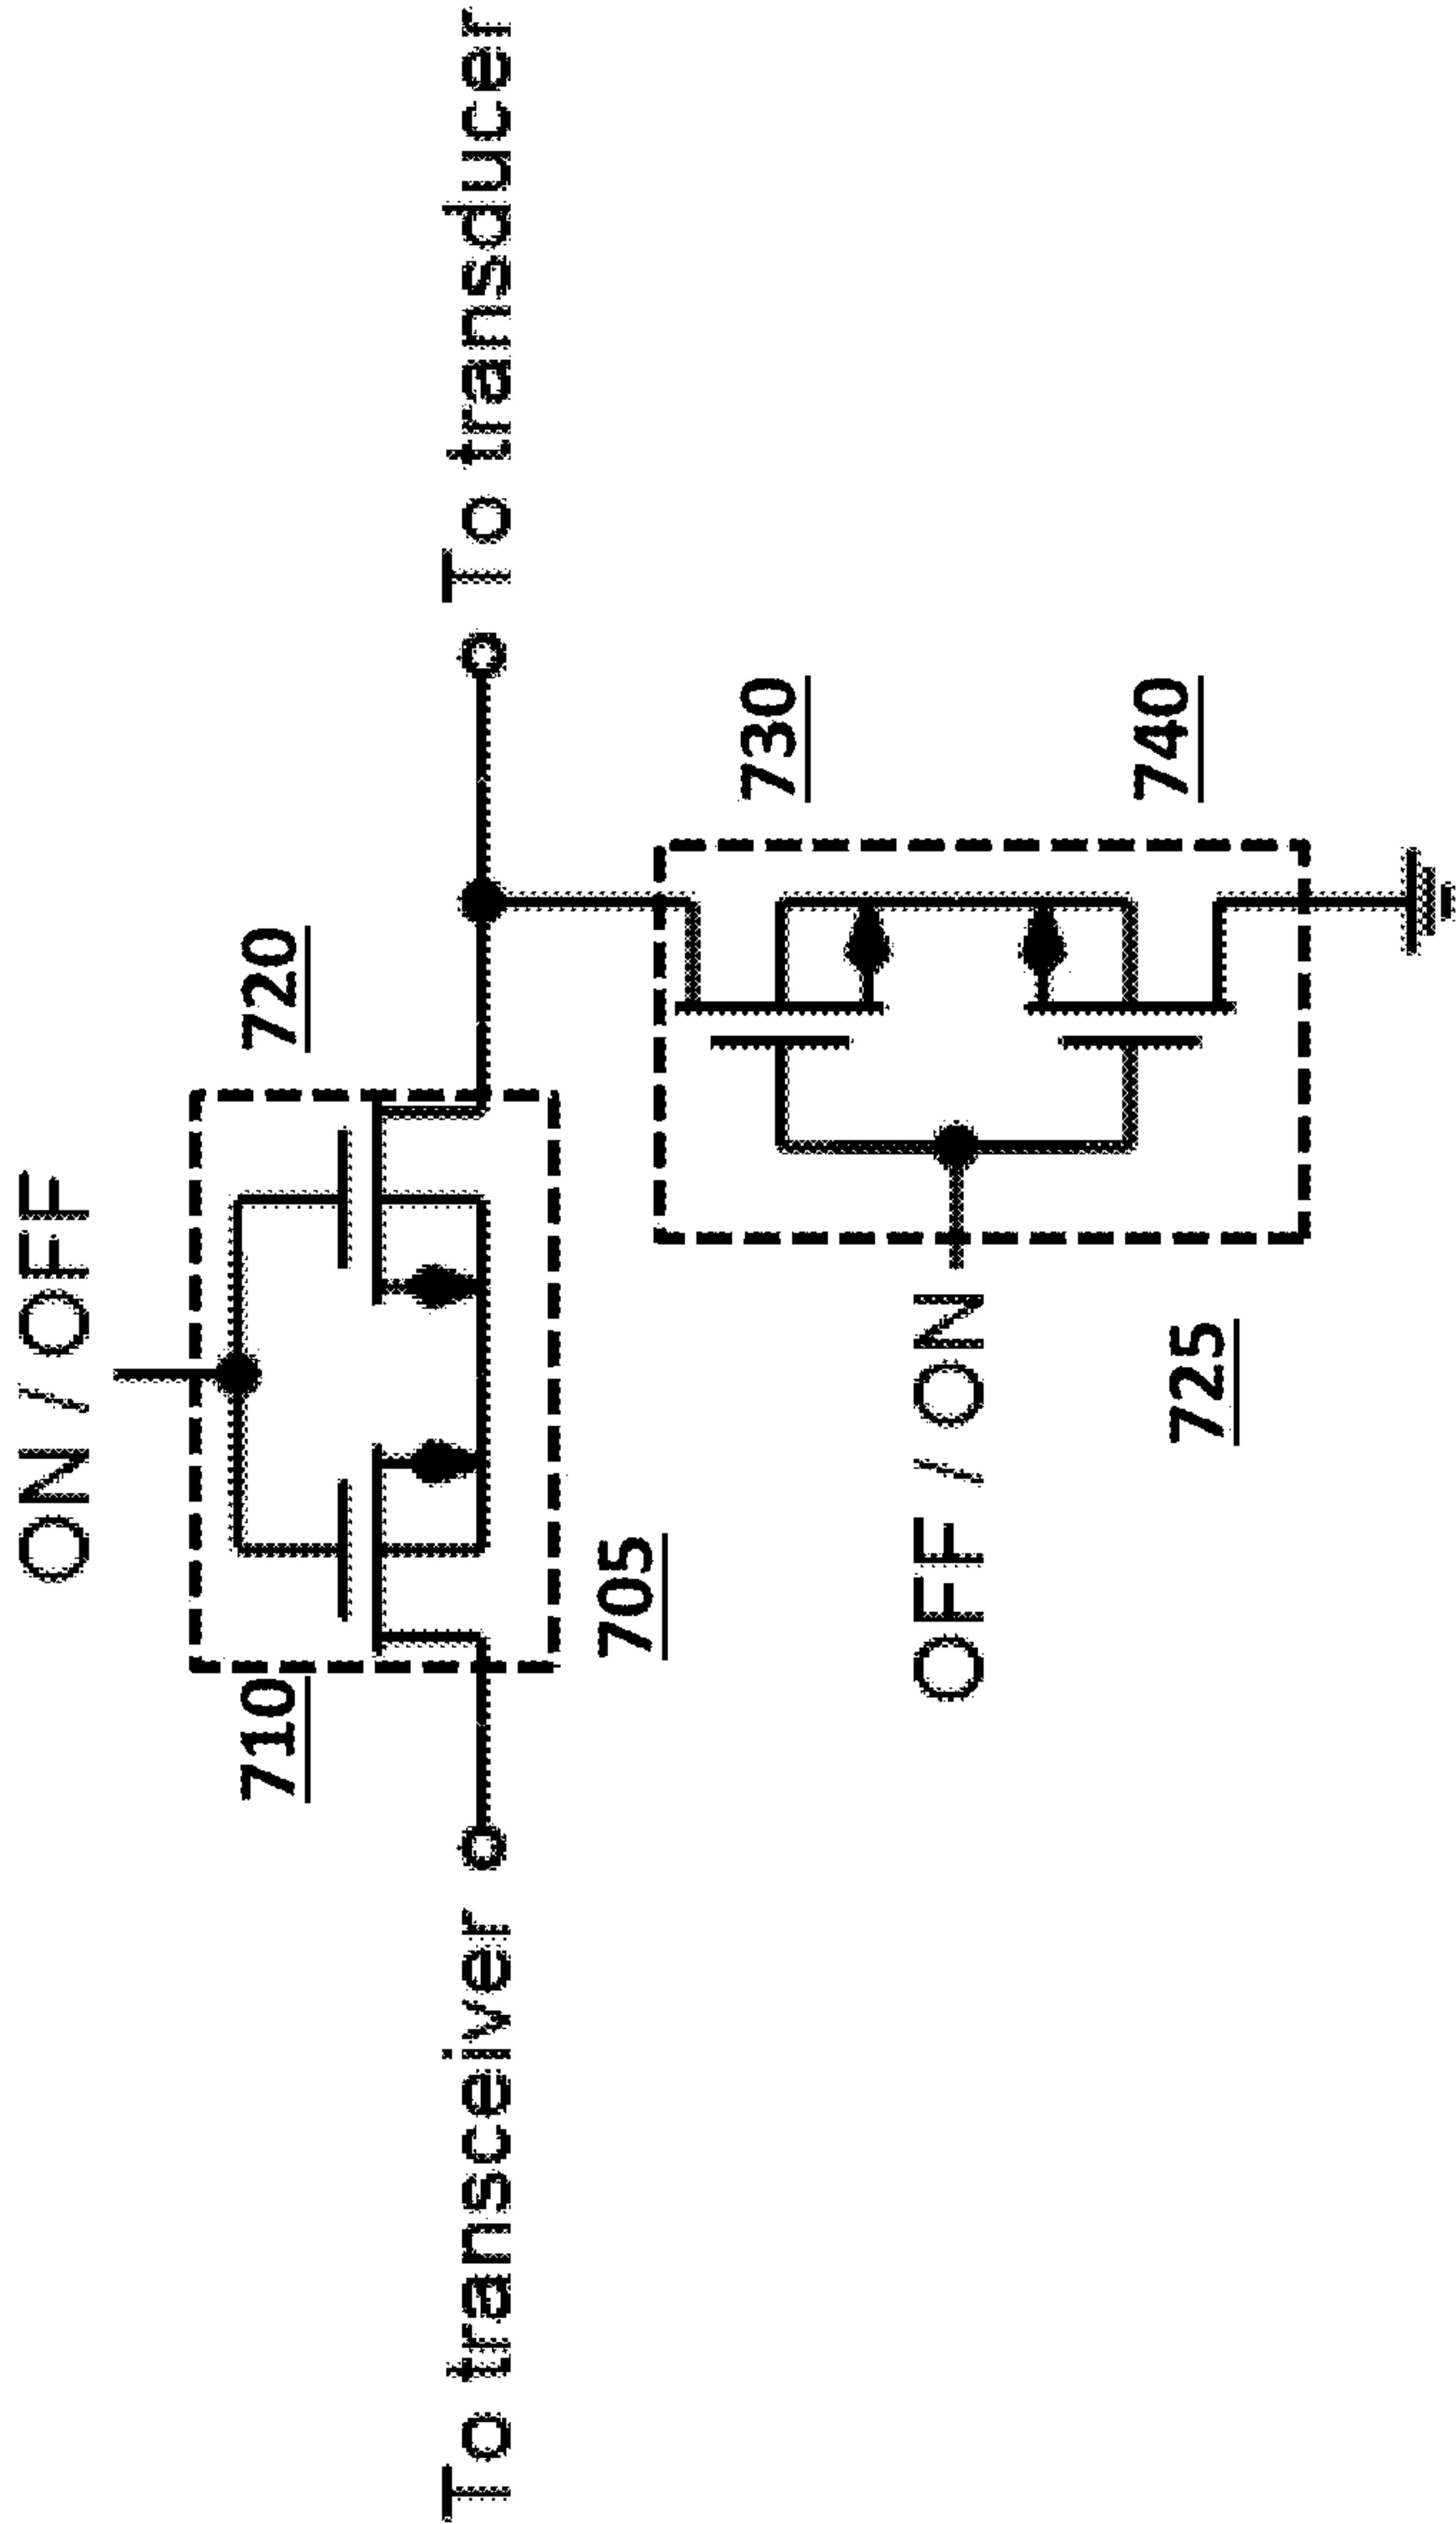 ON / OFF
710
720
To transceiver
To transducer
705
730
OFF / ON
725
740